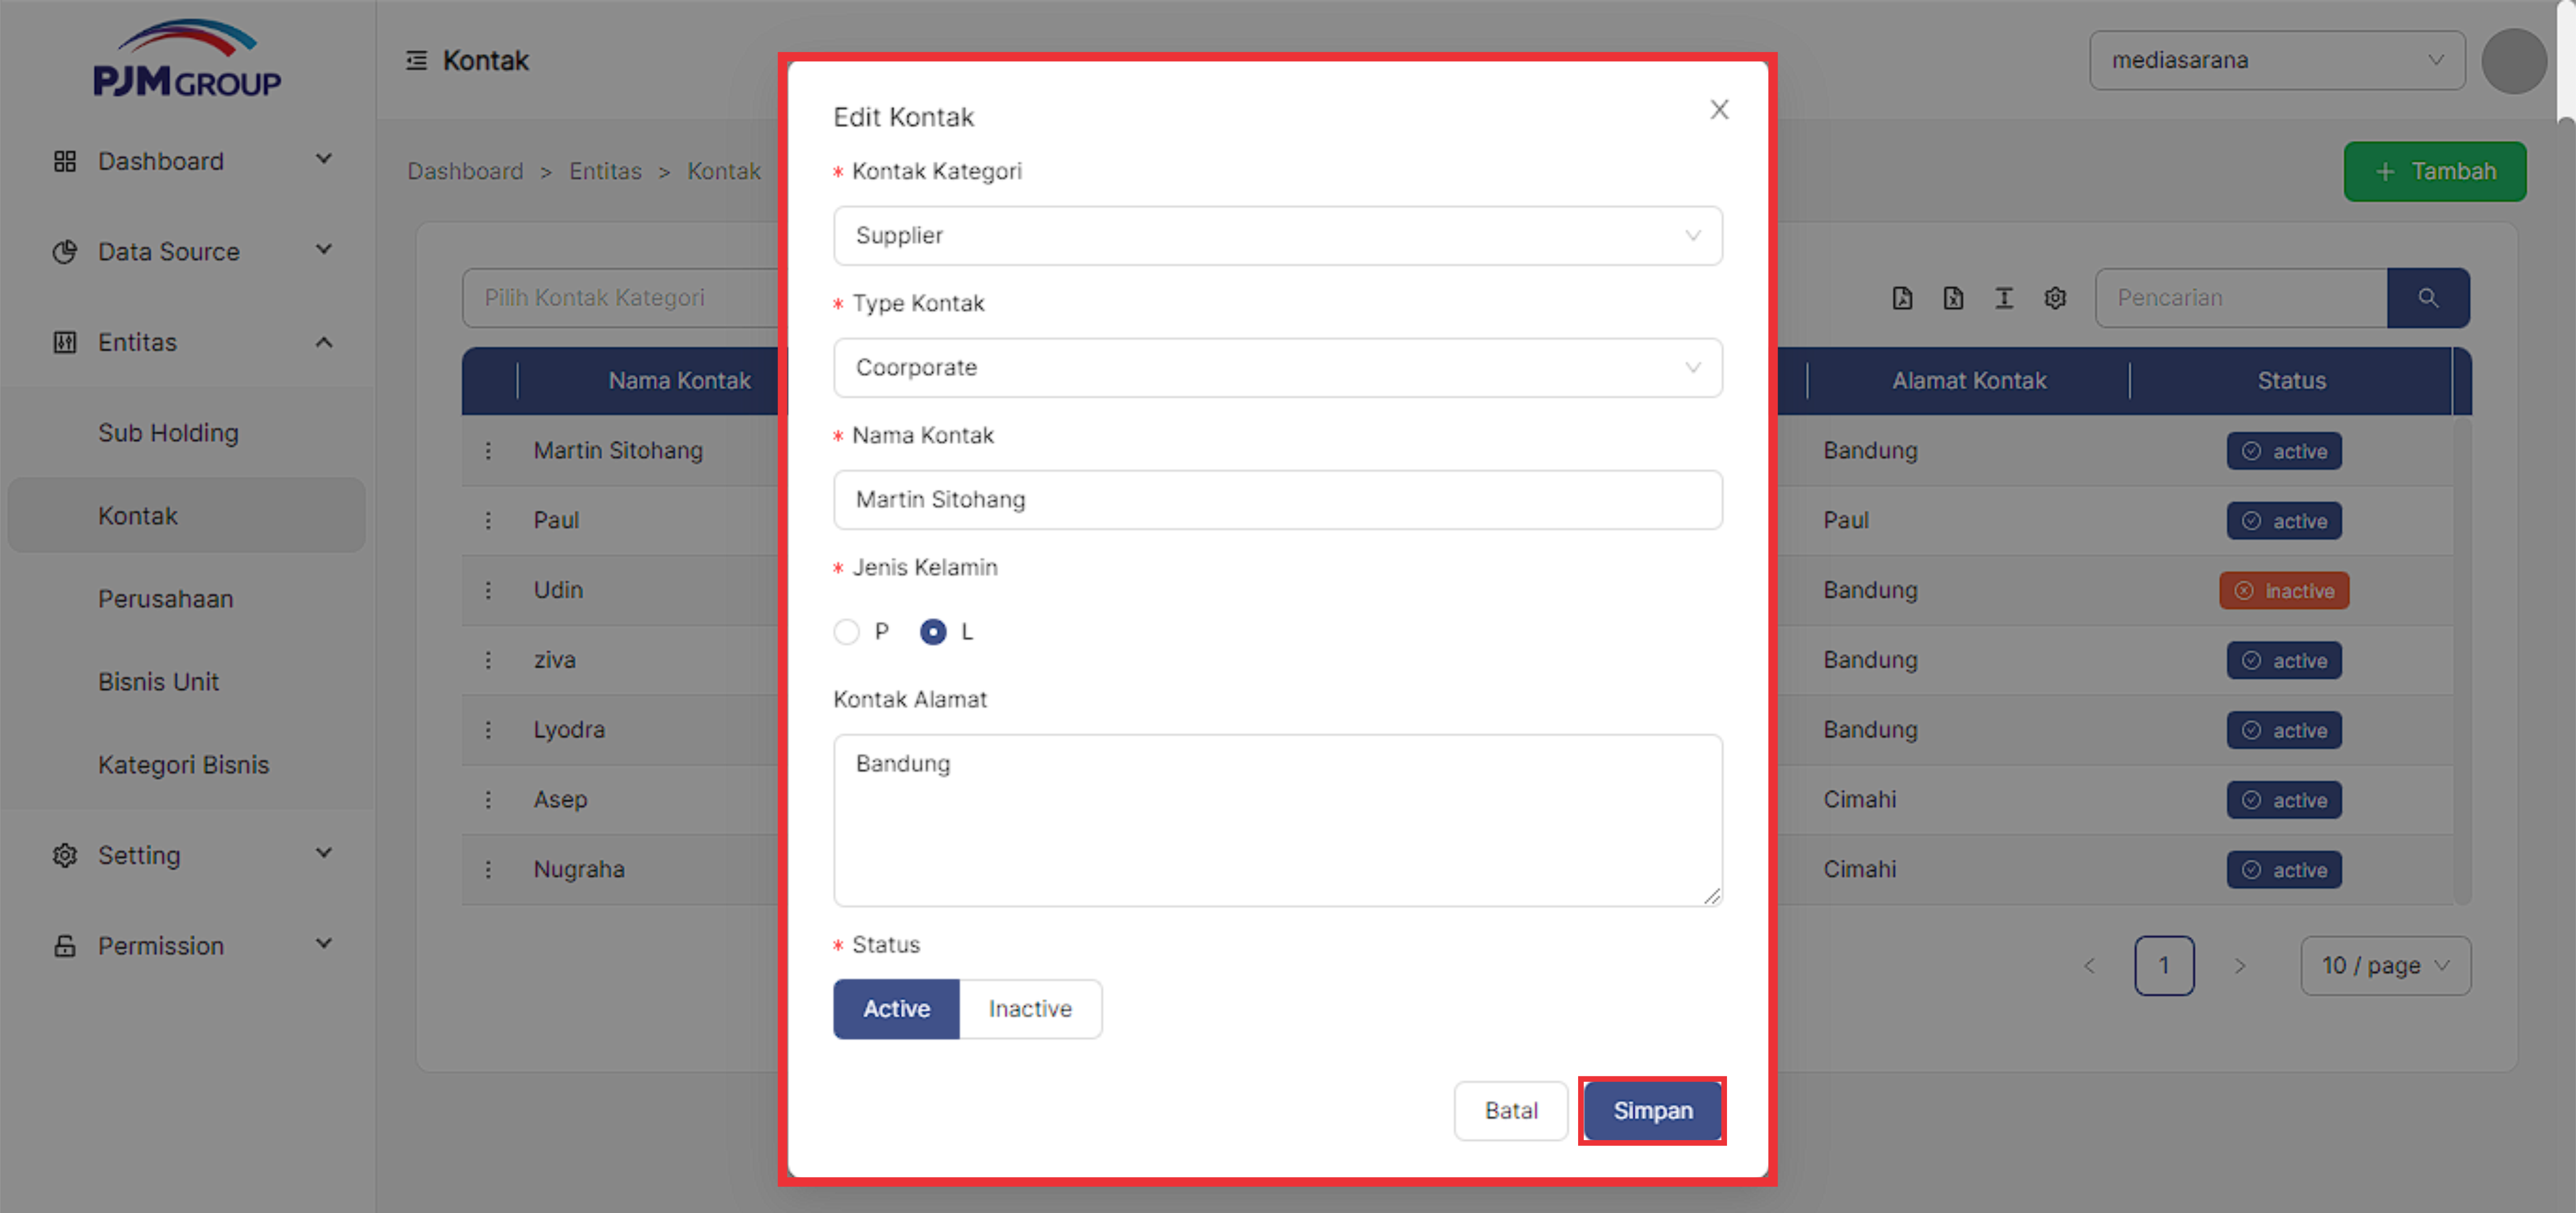 PJM GROUP
Dashboard
Data Source
Entitas
Sub Holding
Kontak
Perusahaan
Bisnis Unit
Kategori Bisnis
Setting
Permission
Kontak
mediasarana
Dashboard > Entitas > Kontak
+ Tambah
Pilih Kontak Kategori
Pencarian
Nama Kontak
Alamat Kontak
Status
Martin Sitohang
Bandung
active
Paul
Paul
active
Udin
Bandung
inactive
ziva
Bandung
active
Lyodra
Bandung
active
Asep
Cimahi
active
Nugraha
Cimahi
active
< 1 >
10 / page
Edit Kontak
* Kontak Kategori
Supplier
* Type Kontak
Coorporate
* Nama Kontak
Martin Sitohang
* Jenis Kelamin
P L
Kontak Alamat
Bandung
* Status
Active Inactive
Batal Simpan